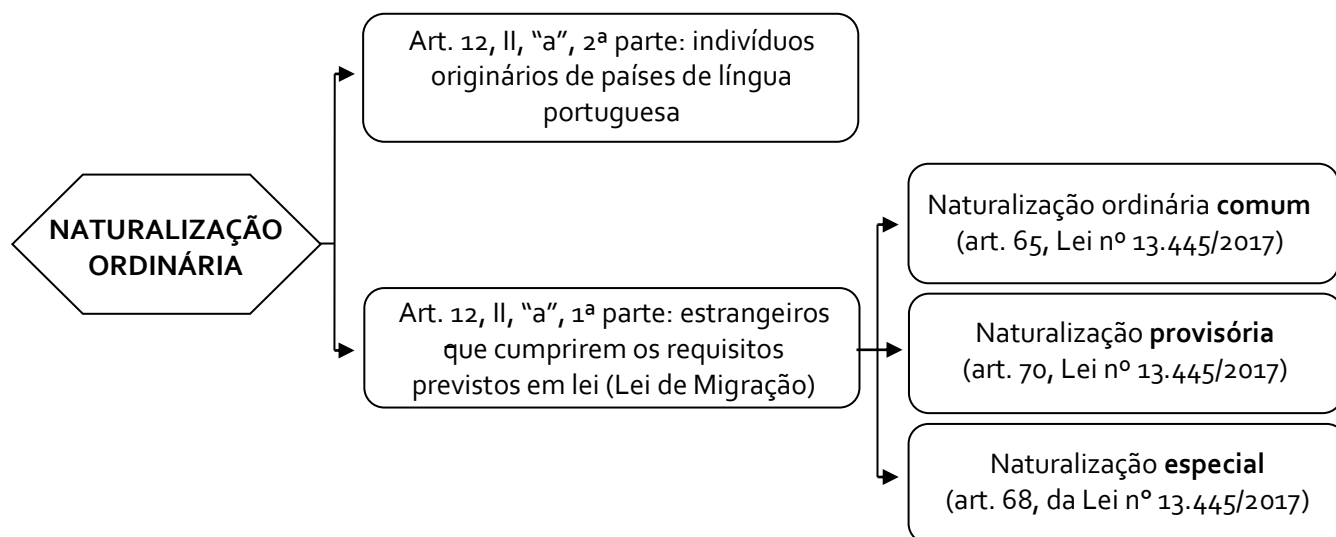 Art. 12, II, “a”, 2ª parte: indivíduos
originários de países de língua
portuguesa
NATURALIZAÇÃO
ORDINÁRIA
Art. 12, II, “a”, 1ª parte: estrangeiros
que cumprirem os requisitos
previstos em lei (Lei de Migração)
Naturalização ordinária comum
(art. 65, Lei nº 13.445/2017)
Naturalização provisória
(art. 70, Lei nº 13.445/2017)
Naturalização especial
(art. 68, da Lei n° 13.445/2017)